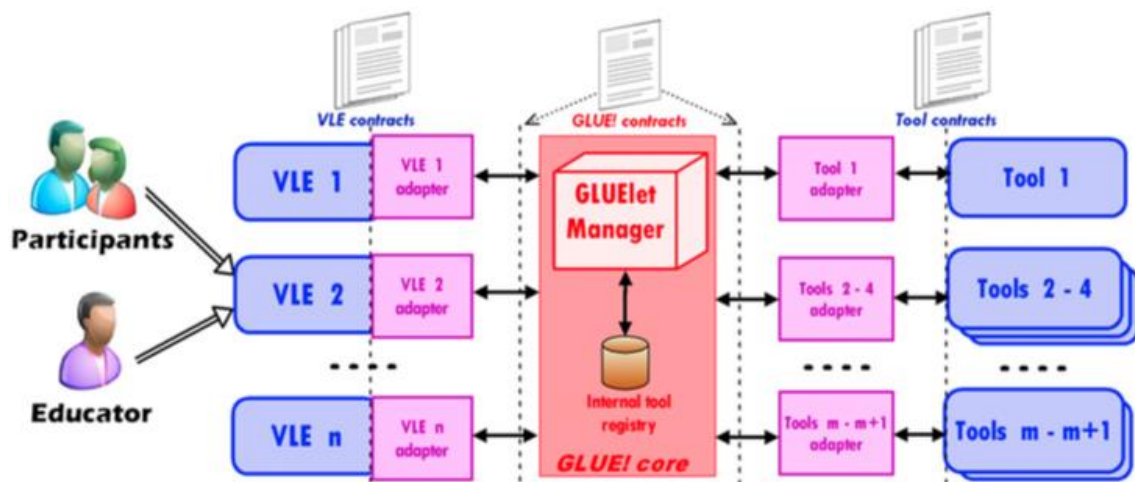 VLE contracts
GLUE! contracts
Tool contracts
Participants
Educator
VLE 1
VLE 1
adapter
VLE 2
VLE 2
adapter
. . . .
VLE n
VLE n
adapter
GLUElet
Manager
Internal tool
registry
GLUE! core
Tool 1
adapter
Tools 2 - 4
adapter
. . . .
Tools m - m+1
adapter
Tool 1
Tools 2 - 4
. . . .
Tools m - m+1